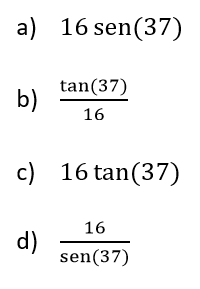 a) 16 sen(37)
b) tan(37)/16
c) 16 tan(37)
d) 16/sen(37)